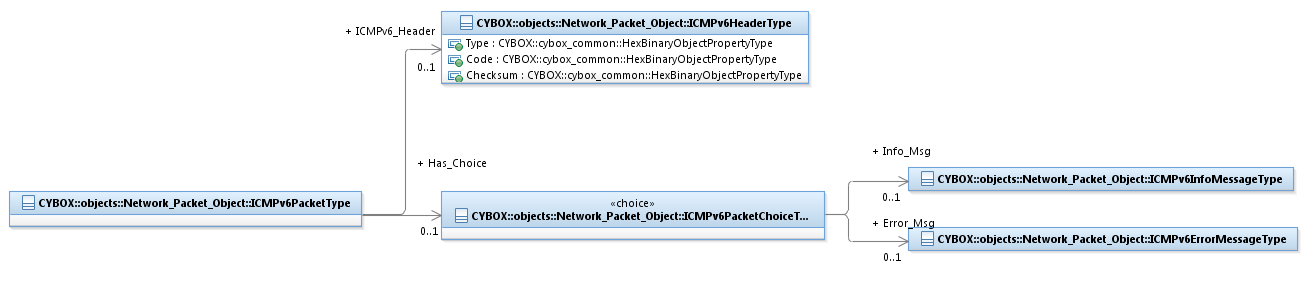 CYBOX::objects::Network_Packet_Object::ICMPv6HeaderType
+ ICMPv6_Header
Type : CYBOX::cybox_common::HexBinaryObjectPropertyType
Code : CYBOX::cybox_common::HexBinaryObjectPropertyType
0..1
Checksum : CYBOX::cybox_common::HexBinaryObjectPropertyType
+ Has_Choice
+ Info_Msg
CYBOX::objects::Network_Packet_Object::ICMPv6InfoMessageType
0..1
CYBOX::objects::Network_Packet_Object::ICMPv6PacketType
«choice»
CYBOX::objects::Network_Packet_Object::ICMPv6PacketChoiceT...
0..1
+ Error_Msg
CYBOX::objects::Network_Packet_Object::ICMPv6ErrorMessageType
0..1